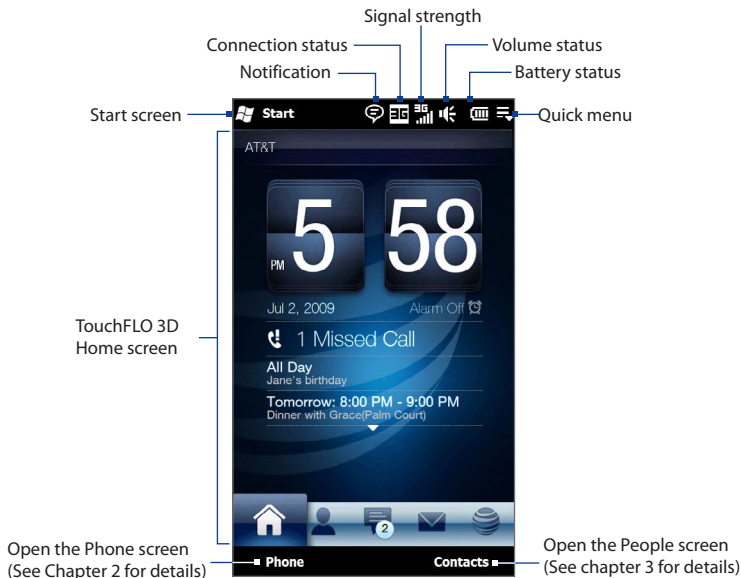 Signal strength
Connection status
Volume status
Notification
Battery status
Start screen
Start
3G
3G
Quick menu
AT&T
5
58
PM
Jul 2, 2009
Alarm Off
TouchFLO 3D
Home screen
1 Missed Call
All Day
Jane's birthday
Tomorrow: 8:00 PM - 9:00 PM
Dinner with Grace(Palm Court)
2
Open the Phone screen
(See Chapter 2 for details)
Phone
Contacts
Open the People screen
(See chapter 3 for details)